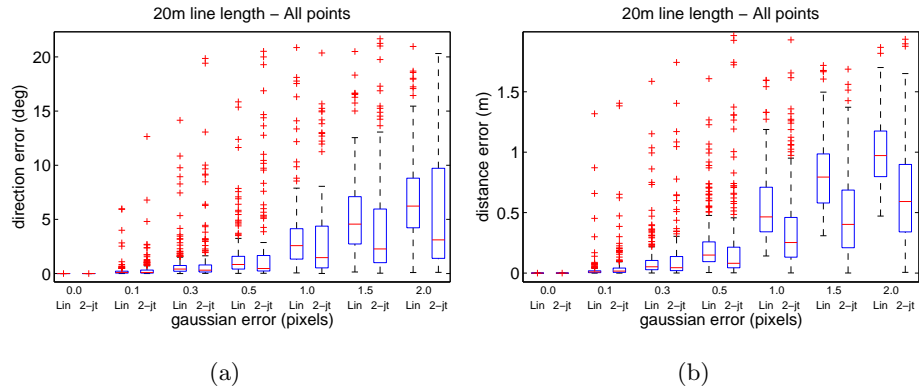 20m line length – All points
20
15
10
5
0
direction error (deg)
0.0 0.1 0.3 0.5 1.0 1.5 2.0
Lin 2–jt Lin 2–jt Lin 2–jt Lin 2–jt Lin 2–jt Lin 2–jt Lin 2–jt
gaussian error (pixels)
(a)
20m line length – All points
1.5
1
0.5
0
distance error (m)
0.0 0.1 0.3 0.5 1.0 1.5 2.0
Lin 2–jt Lin 2–jt Lin 2–jt Lin 2–jt Lin 2–jt Lin 2–jt Lin 2–jt
gaussian error (pixels)
(b)